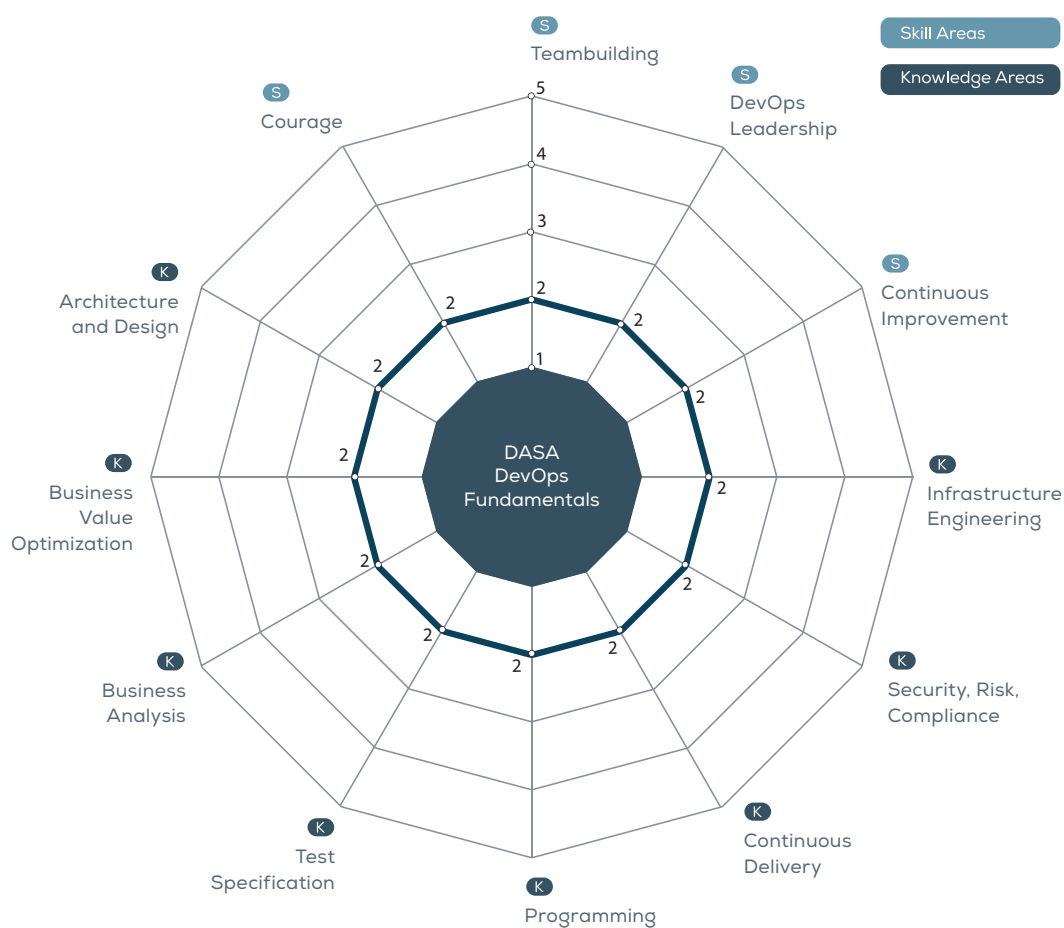 S
Teambuilding
Skill Areas
Knowledge Areas
S
DevOps
Leadership
S
Courage
5
4
3
2
1
S
Continuous
Improvement
K
Architecture
and Design
2
2
2
2
2
2
2
2
2
2
2
K
Business
Value
Optimization
DASA
DevOps
Fundamentals
K
Infrastructure
Engineering
K
Business
Analysis
K
Security, Risk,
Compliance
K
Test
Specification
K
Continuous
Delivery
K
Programming